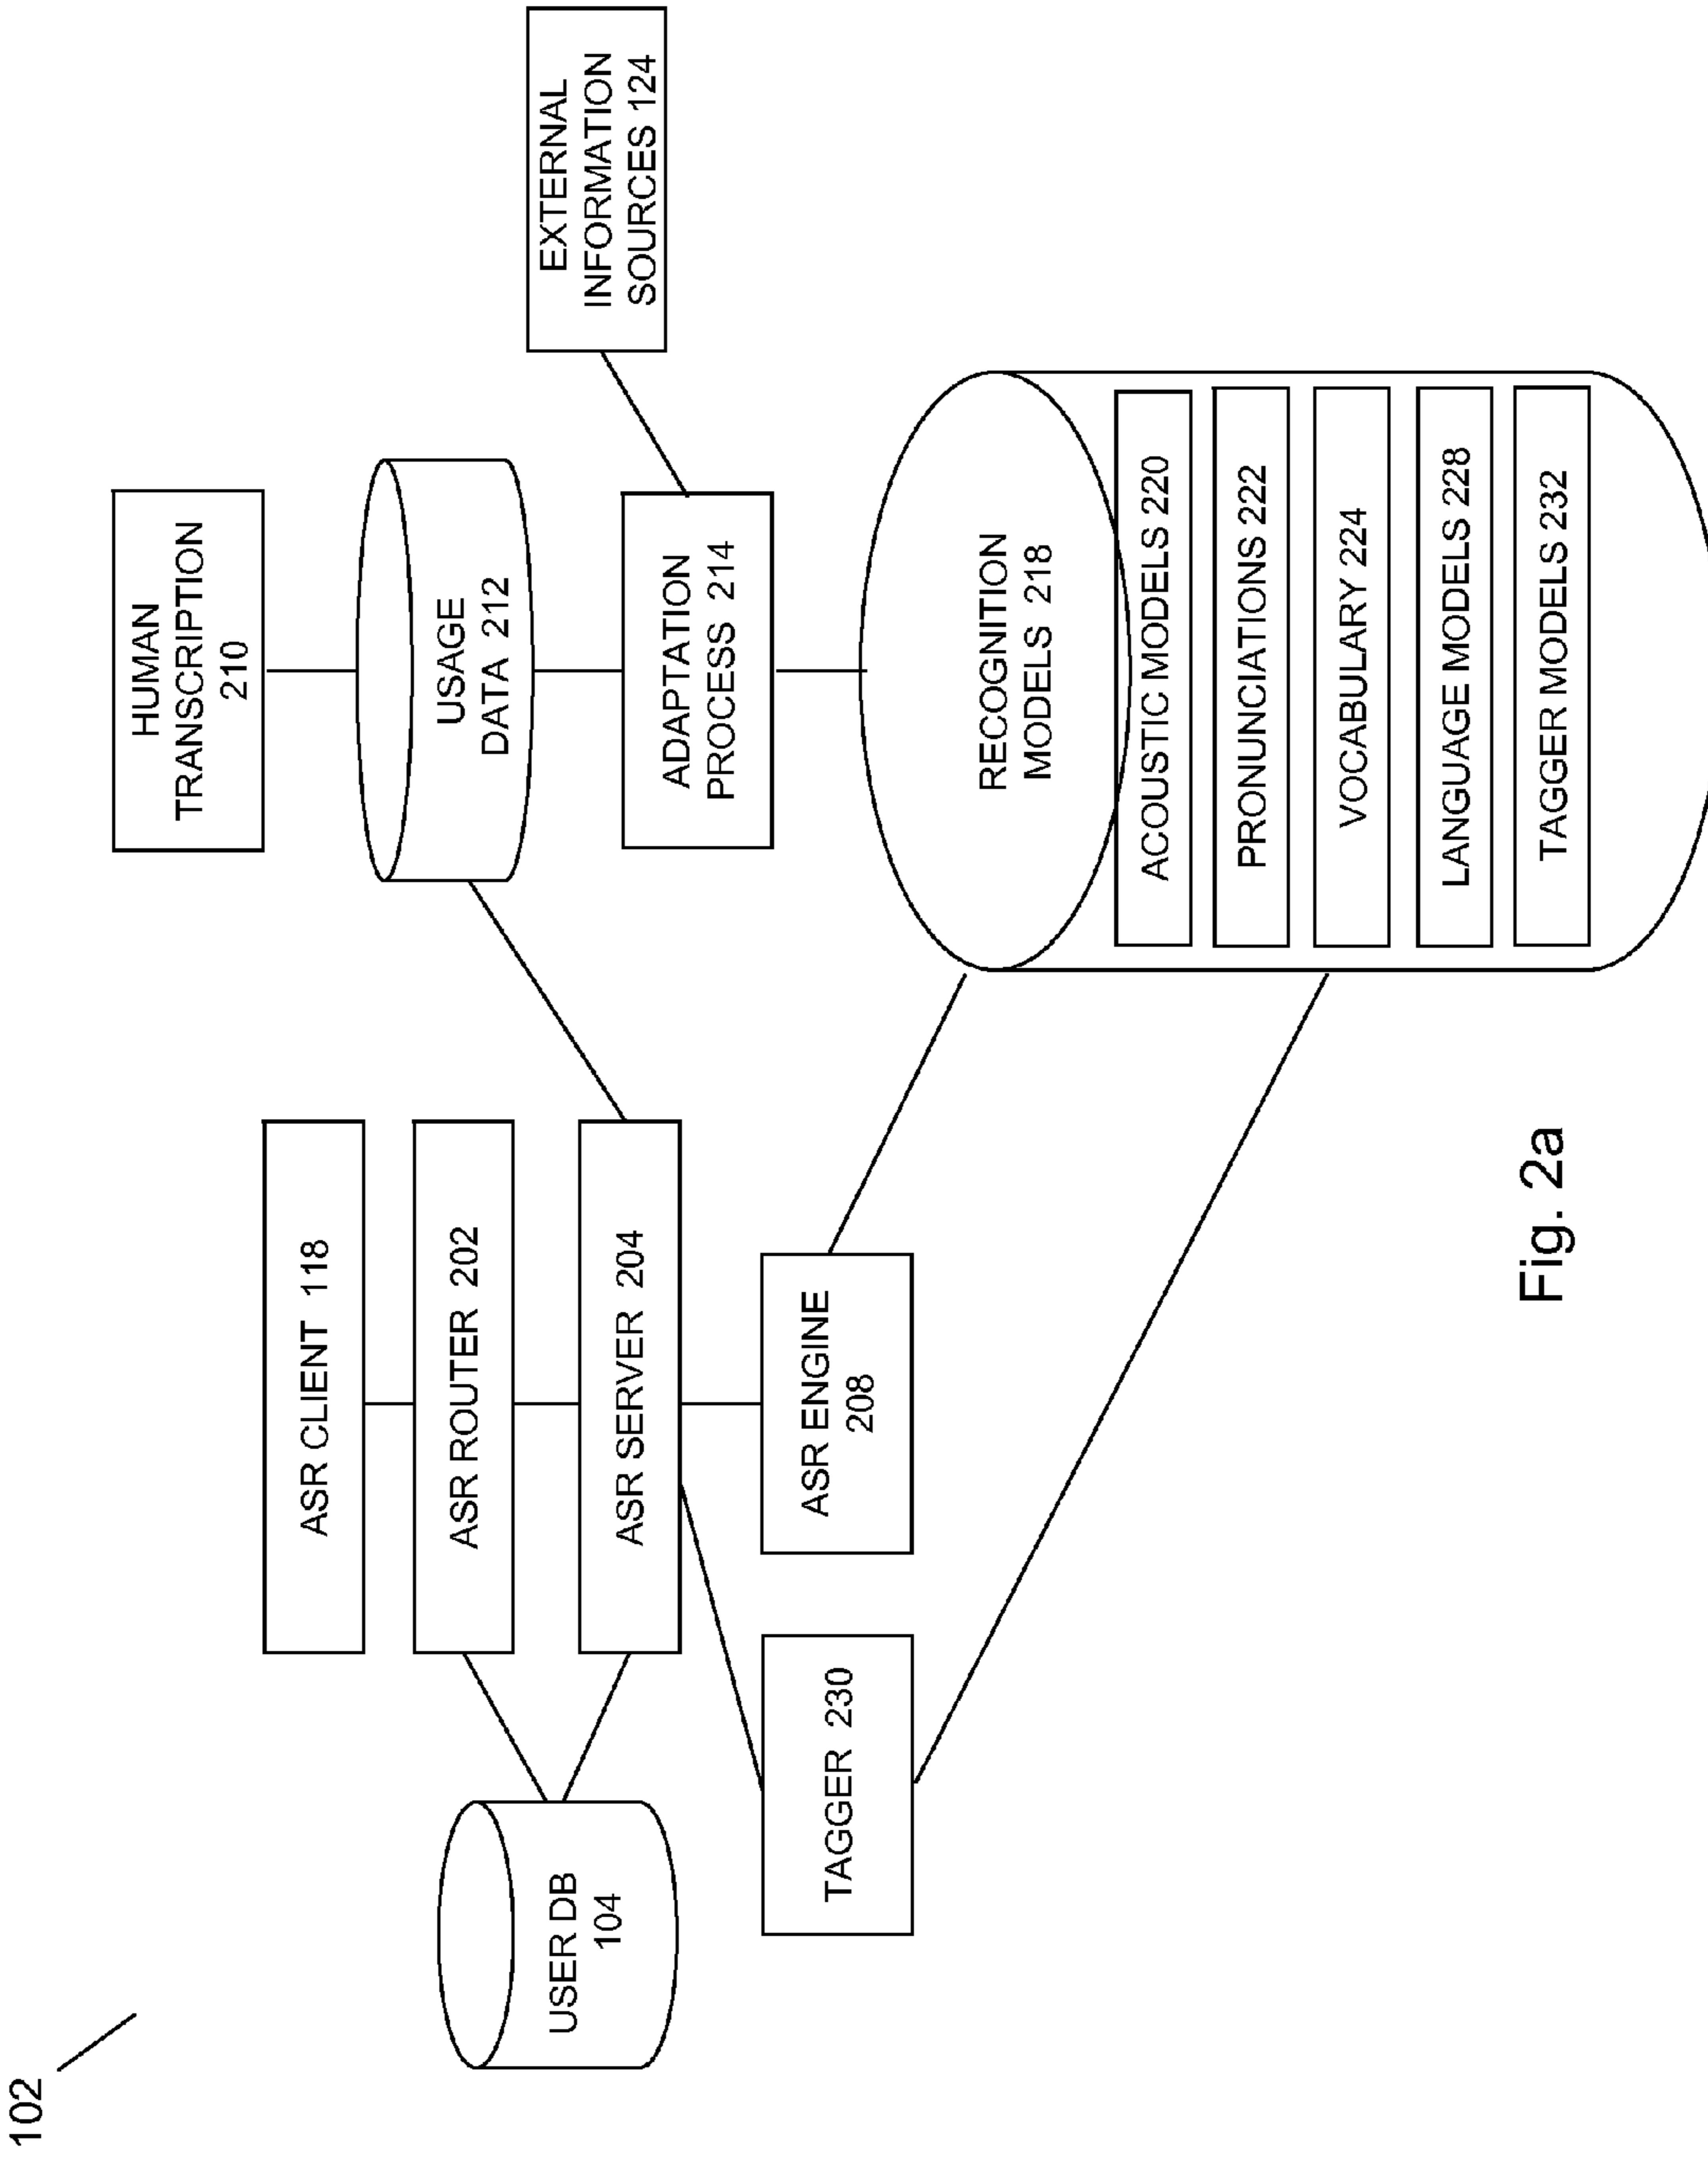 102
HUMAN
TRANSCRIPTION
210
ASR CLIENT 118
USAGE
DATA 212
EXTERNAL
INFORMATION
SOURCES 124
ASR ROUTER 202
USER DB
104
ASR SERVER 204
ADAPTATION
PROCESS 214
TAGGER 230
ASR ENGINE
208
RECOGNITION
MODELS 218
ACOUSTIC MODELS 220
PRONUNCIATIONS 222
VOCABULARY 224
LANGUAGE MODELS 228
TAGGER MODELS 232
Fig. 2a